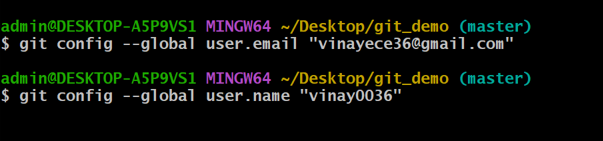 admin@DESKTOP-A5P9VS1 MINGW64 ~/Desktop/git_demo (master)
$ git config --global user.email "vinayece36@gmail.com"
admin@DESKTOP-A5P9VS1 MINGW64 ~/Desktop/git_demo (master)
$ git config --global user.name "vinay0036"